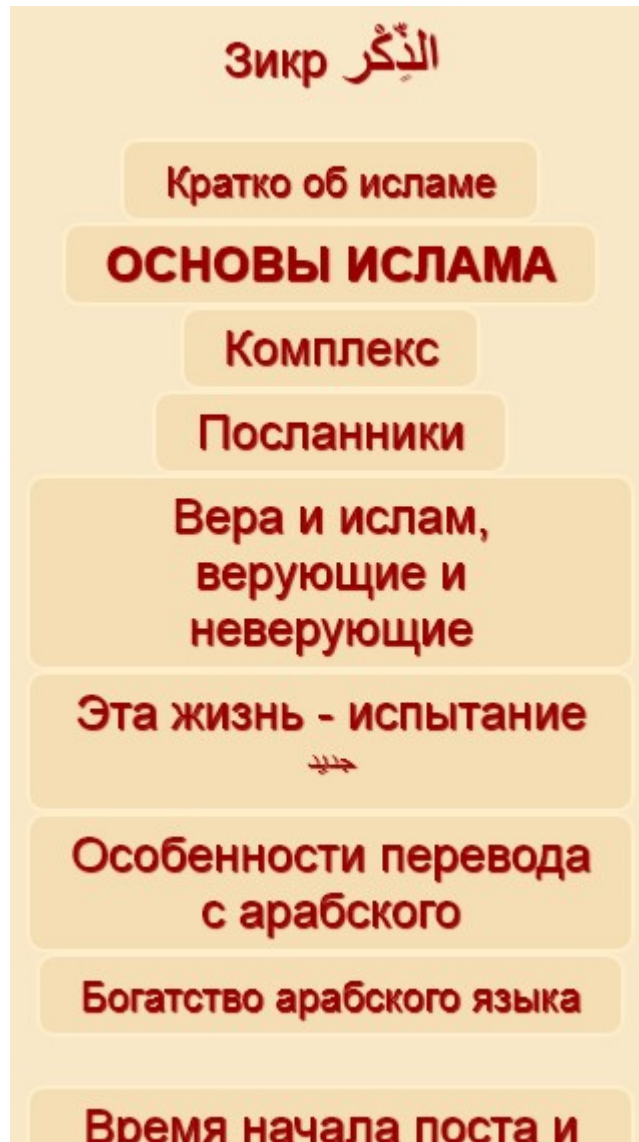 Зикр الذِّكْر
Кратко об исламе
ОСНОВЫ ИСЛАМА
Комплекс
Посланники
Вера и ислам,
верующие и
неверующие
Эта жизнь - испытание
جديد
Особенности перевода
с арабского
Богатство арабского языка
Время начала поста и